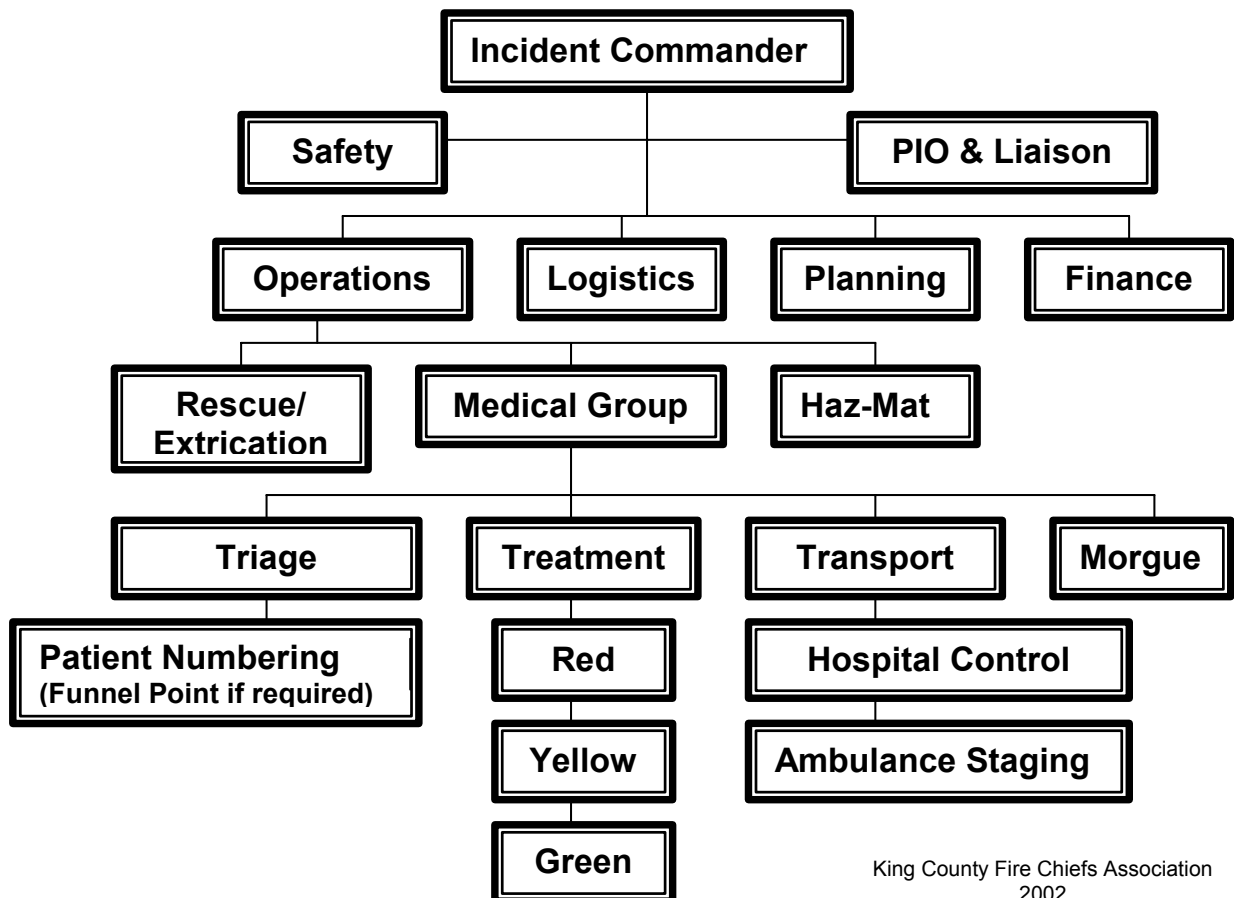 Incident Commander
Safety
PIO & Liaison
Operations
Logistics
Planning
Finance
Rescue/
Extrication
Medical Group
Haz-Mat
Triage
Treatment
Transport
Morgue
Patient Numbering
(Funnel Point if required)
Red
Hospital Control
Yellow
Ambulance Staging
Green
King County Fire Chiefs Association
2002